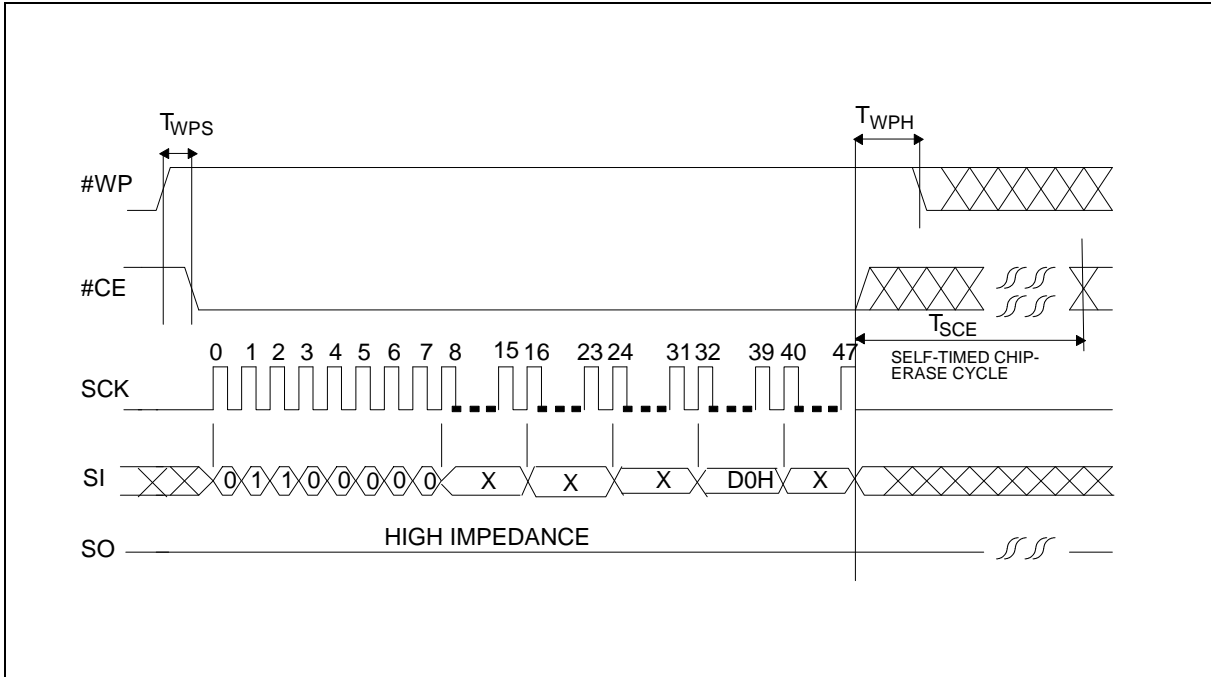 TWPS
TWPH
#WP
#CE
TSCE
0 1 2 3 4 5 6 7 8 15 16 23 24 31 32 39 40 47
SELF-TIMED CHIP-
ERASE CYCLE
SCK
SI 0 1 1 0 0 0 0 0 X X X D0H X
HIGH IMPEDANCE
SO